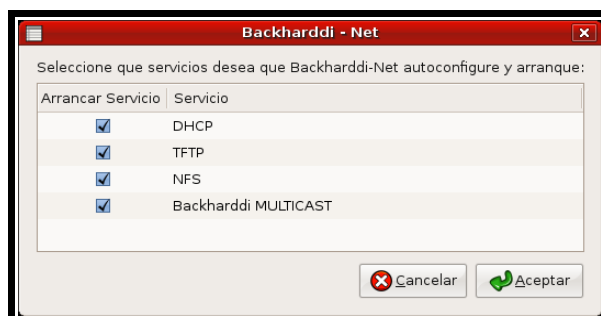 Backharddi - Net
Seleccione que servicios desea que Backharddi-Net autoconfigure y arranque:
Arrancar Servicio Servicio
DHCP
TFTP
NFS
Backharddi MULTICAST
Cancelar Aceptar